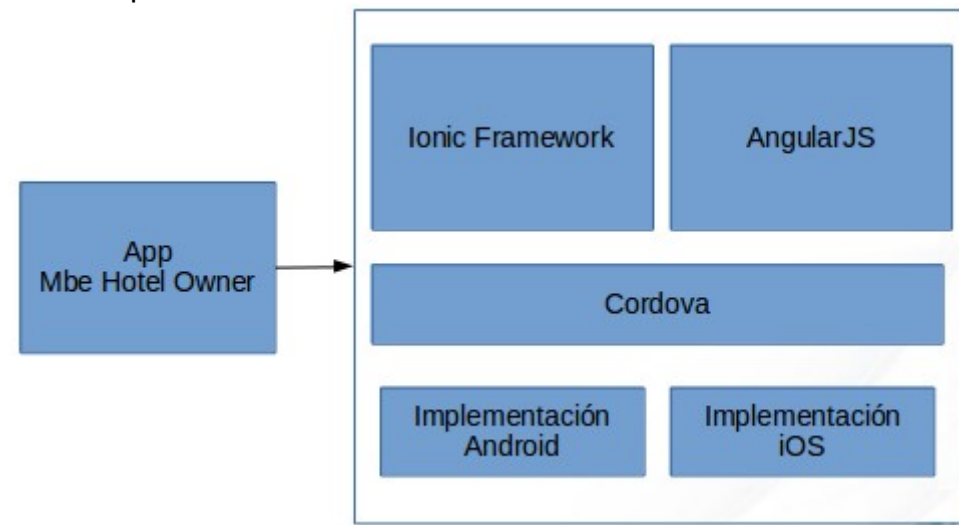 Ionic Framework
AngularJS
App
Mbe Hotel Owner
Cordova
Implementación
Android
Implementación
iOS